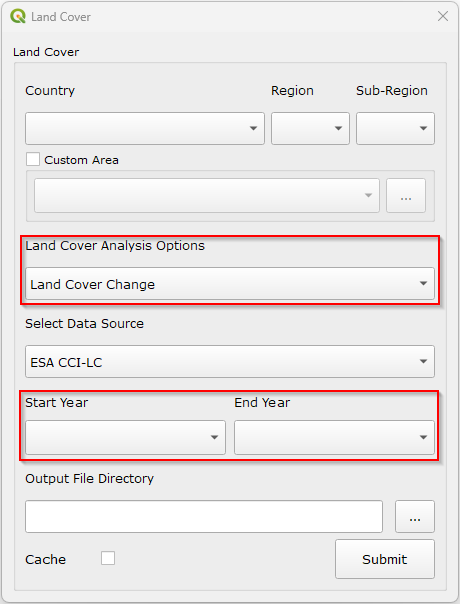 Land Cover
Land Cover
Country Region Sub-Region
Custom Area
...
Land Cover Analysis Options
Land Cover Change
Select Data Source
ESA CCI-LC
Start Year End Year
Output File Directory
...
Cache Submit